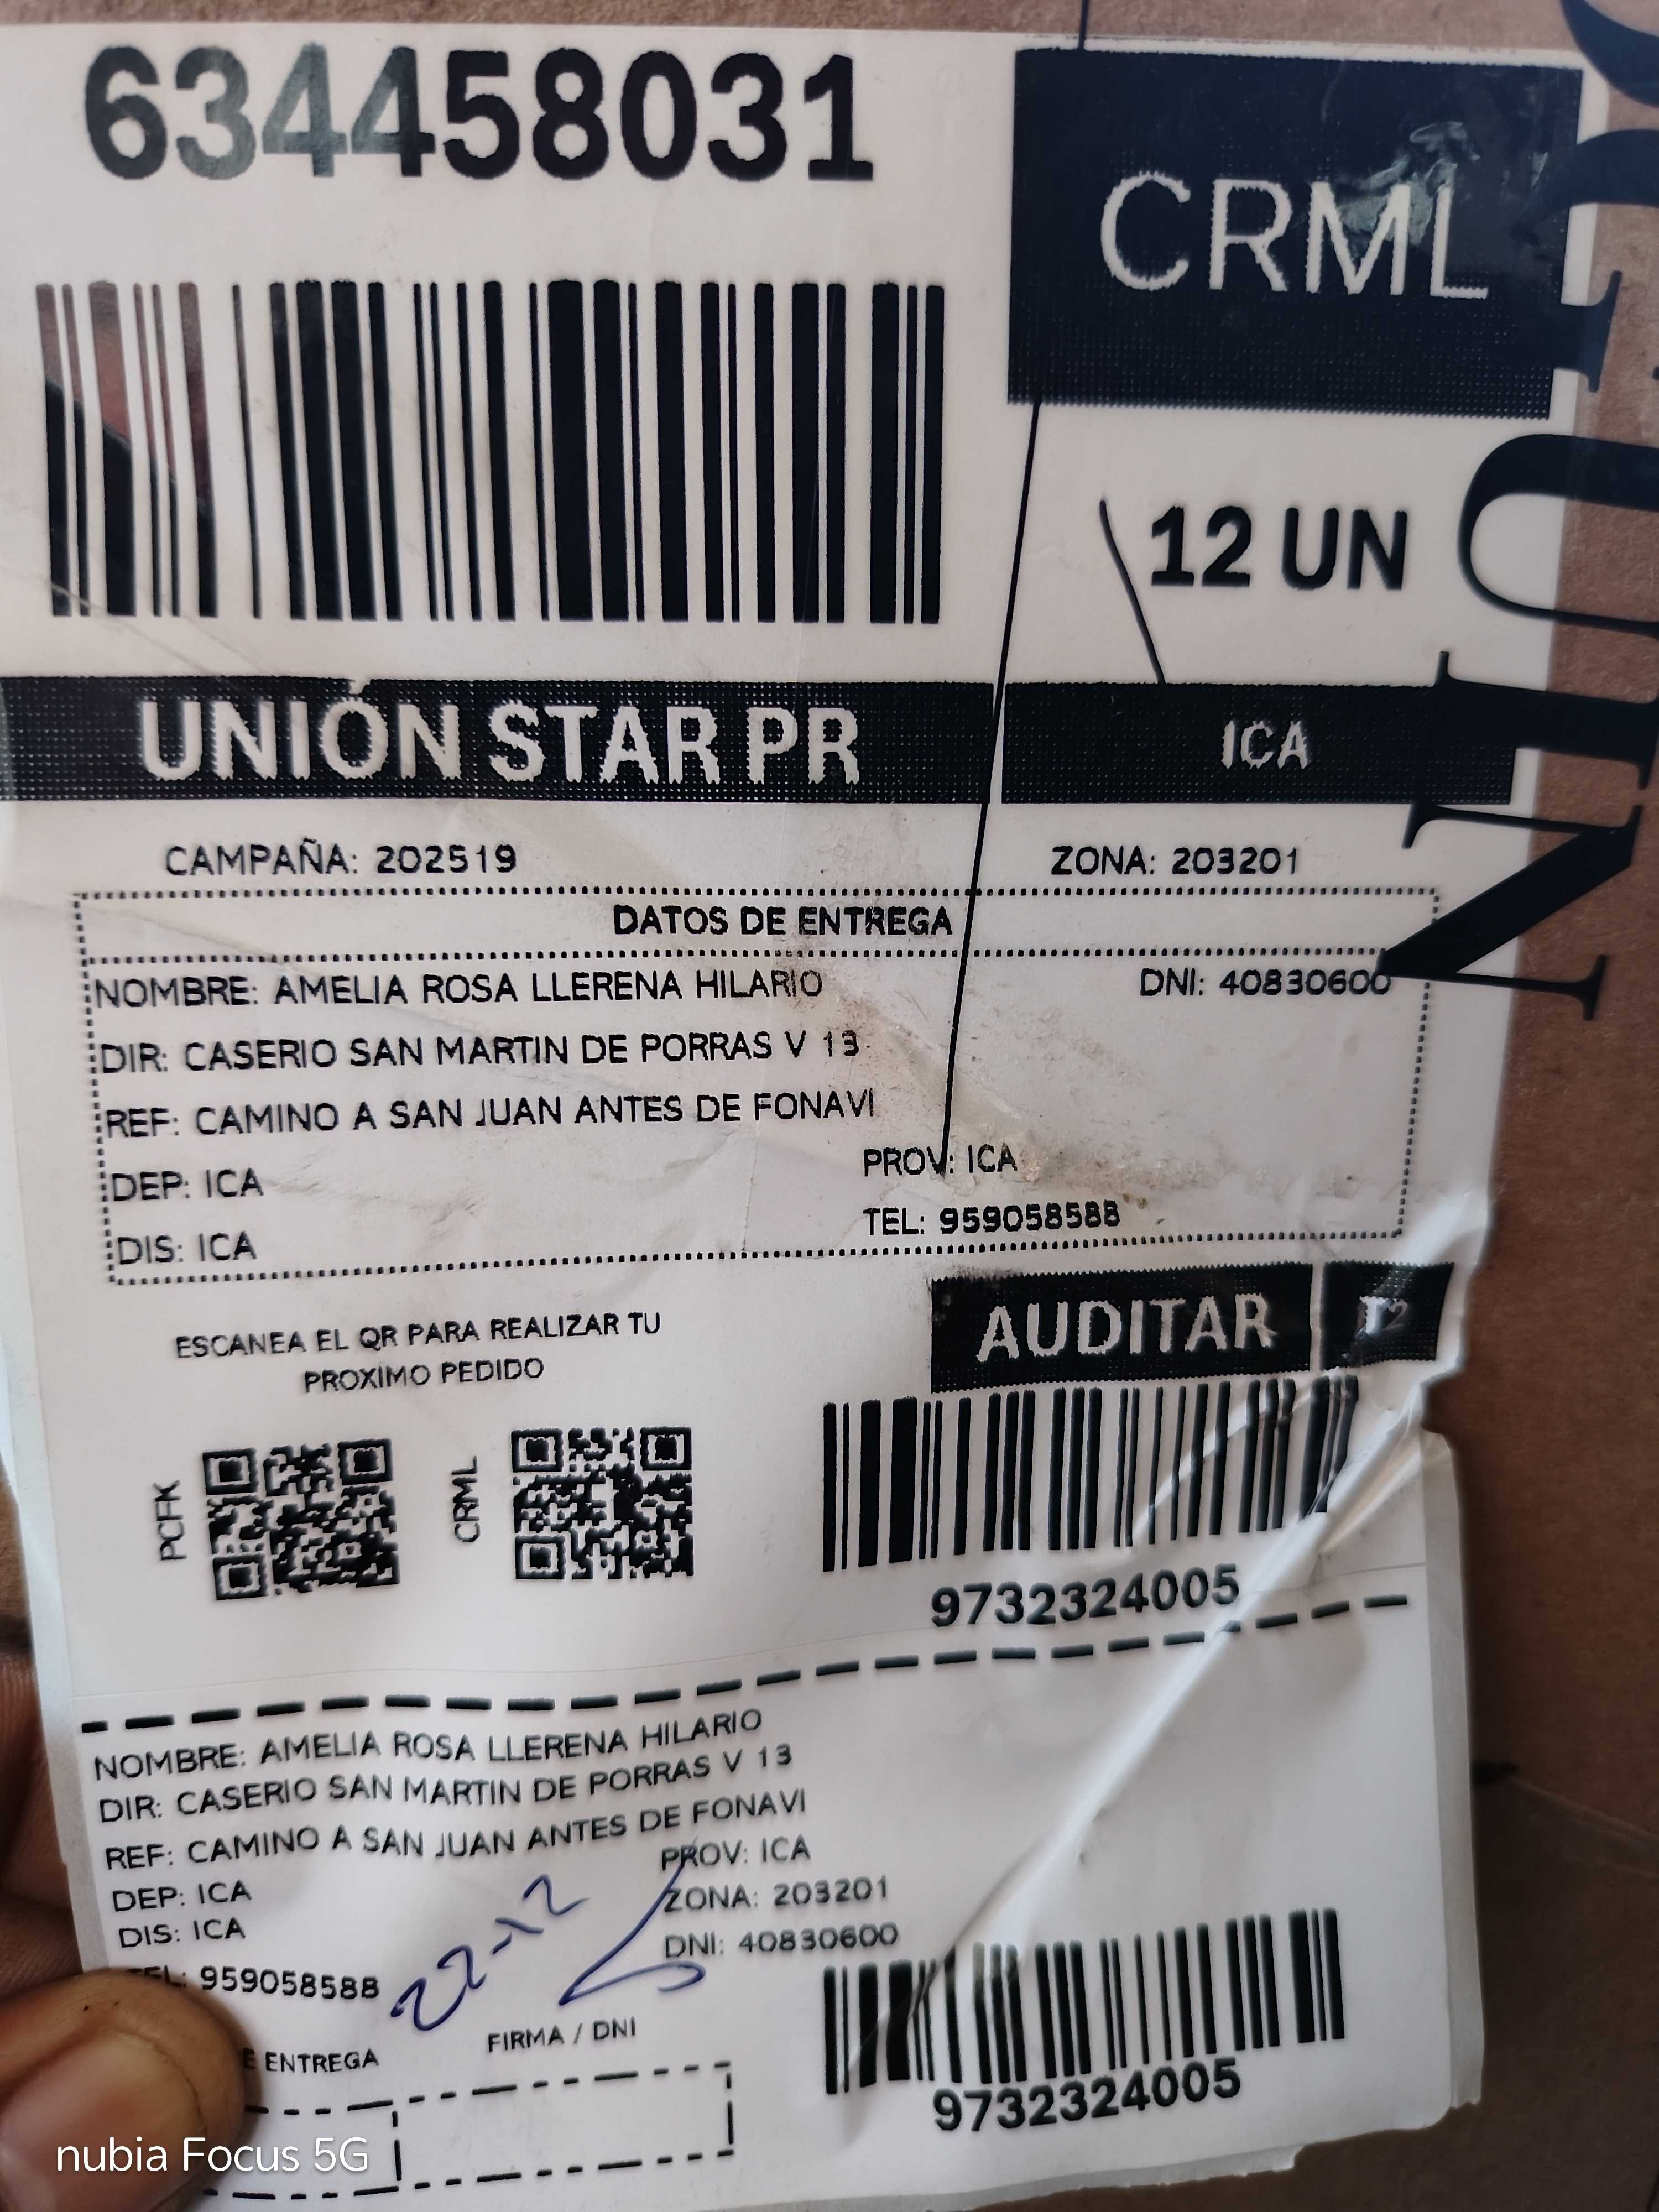 634458031
CRML
12 UN
UNIÓN STAR PR
ICA
CAMPAÑA: 202519
ZONA: 203201
DATOS DE ENTREGA
NOMBRE: AMELIA ROSA LLERENA HILARIO
DNI: 40830600
DIR: CASERIO SAN MARTIN DE PORRAS V 13
REF: CAMINO A SAN JUAN ANTES DE FONAVI
DEP: ICA
PROV: ICA
DIS: ICA
TEL: 959058588
AUDITAR
ESCANEA EL QR PARA REALIZAR TU
PROXIMO PEDIDO
PCFK
CRML
9732324005
NOMBRE: AMELIA ROSA LLERENA HILARIO
DIR: CASERIO SAN MARTIN DE PORRAS V 13
REF: CAMINO A SAN JUAN ANTES DE FONAVI
DEP: ICA
PROV: ICA
DIS: ICA
ZONA: 203201
DNI: 40830600
TEL: 959058588
22-12
ENTREGA
FIRMA / DNI
9732324005
nubia Focus 5G